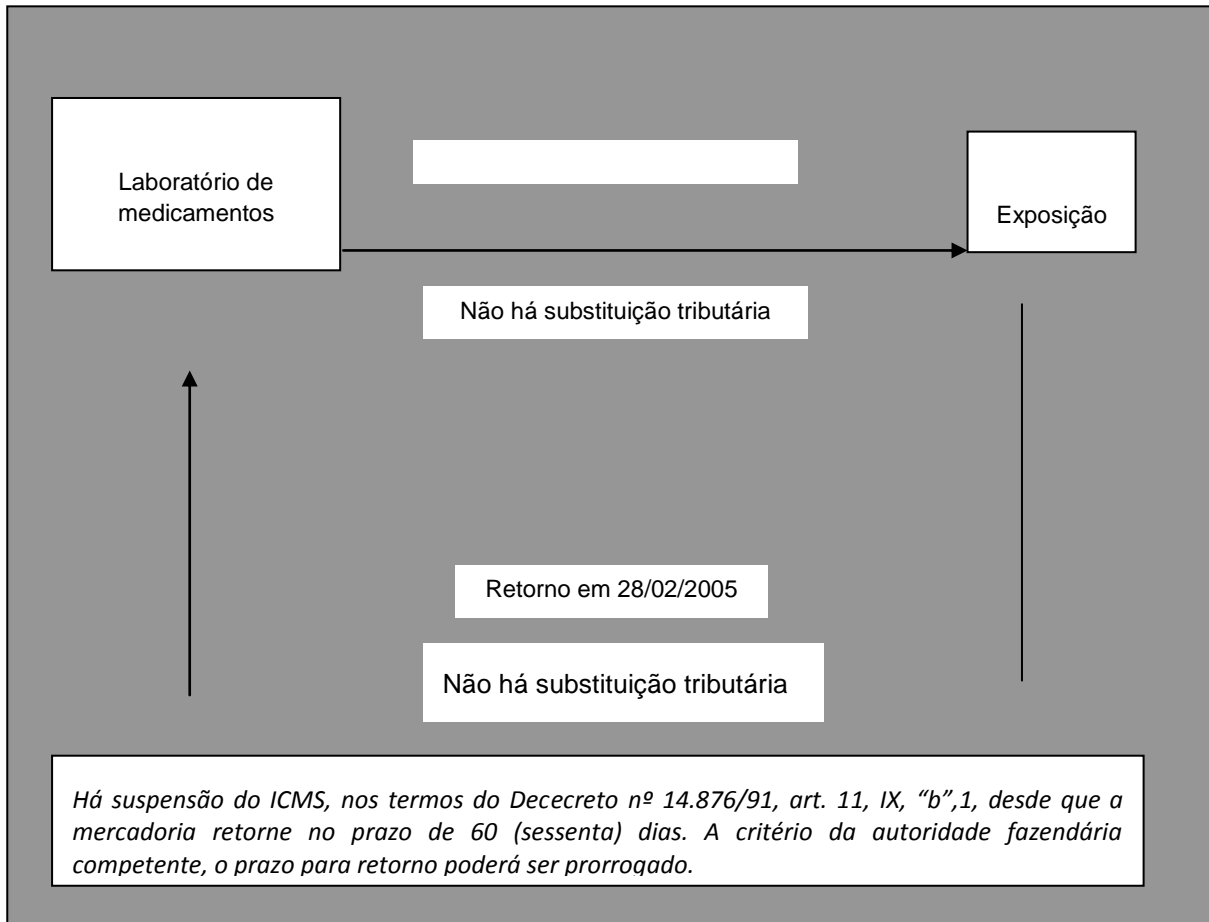 Laboratório de
medicamentos
Exposição
Não há substituição tributária
Retorno em 28/02/2005
Não há substituição tributária
Há suspensão do ICMS, nos termos do Dececreto nº 14.876/91, art. 11, IX, “b”,1, desde que a
mercadoria retorne no prazo de 60 (sessenta) dias. A critério da autoridade fazendária
competente, o prazo para retorno poderá ser prorrogado.